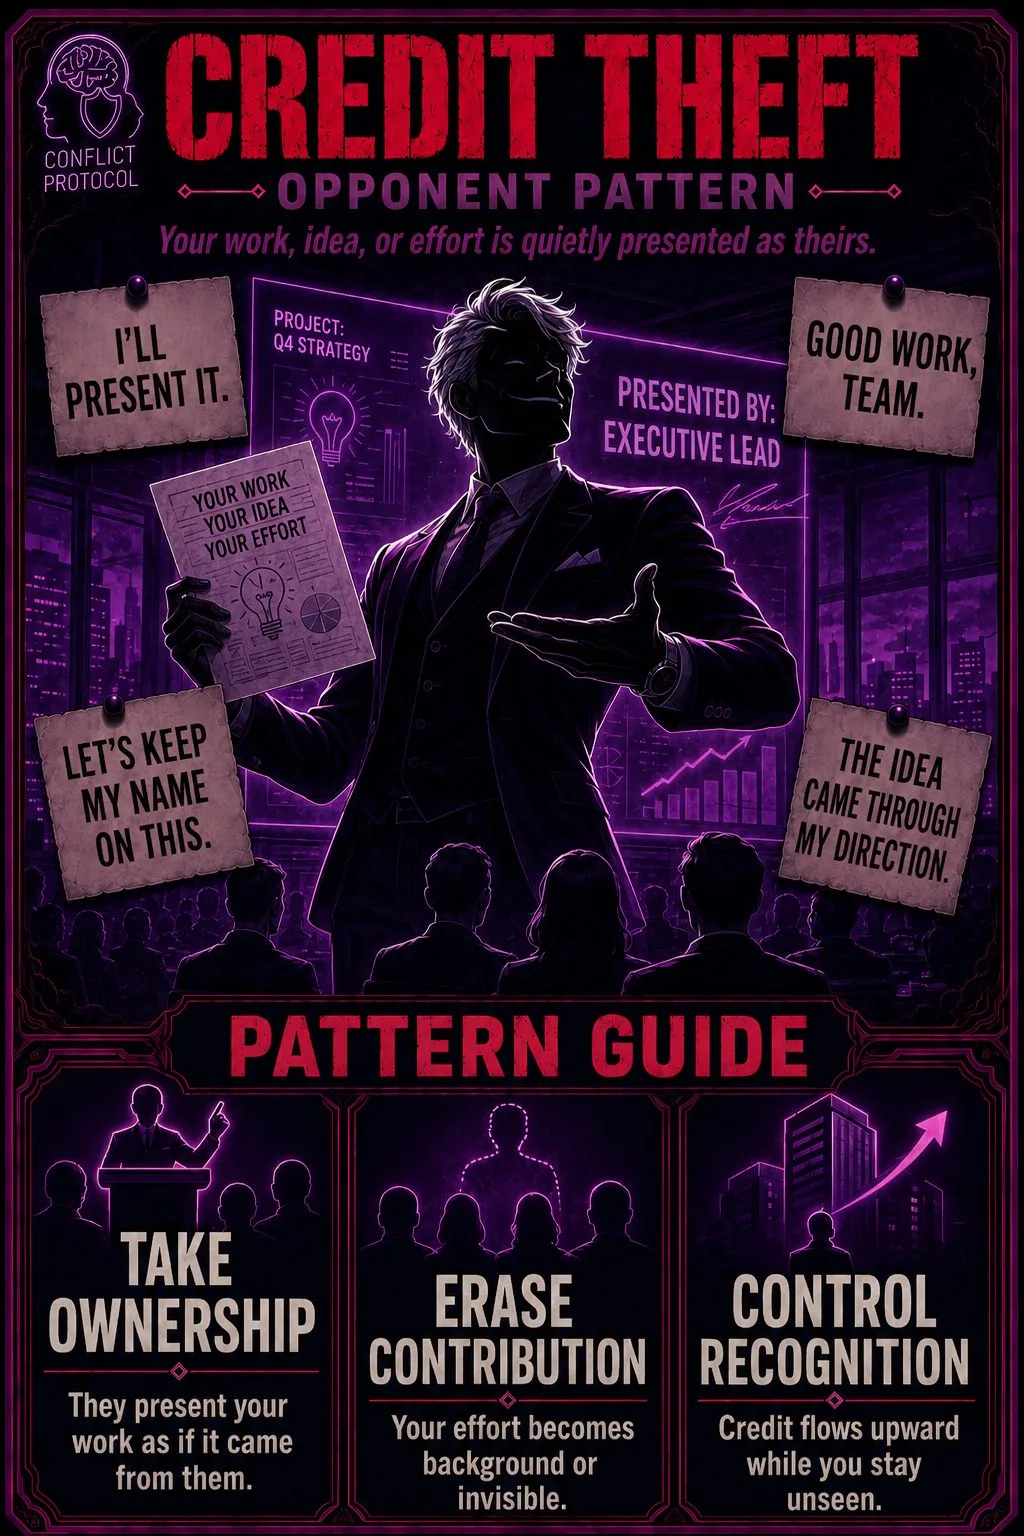 CONFLICT
PROTOCOL
CREDIT THEFT
OPPONENT PATTERN
Your work, idea, or effort is quietly presented as theirs.
I'LL
PRESENT IT.
GOOD WORK,
TEAM.
PROJECT:
Q4 STRATEGY
PRESENTED BY:
EXECUTIVE LEAD
YOUR WORK
YOUR IDEA
YOUR EFFORT
LET'S KEEP
MY NAME
ON THIS.
THE IDEA
CAME THROUGH
MY DIRECTION.
PATTERN GUIDE
TAKE
OWNERSHIP
They present your
work as if it came
from them.
ERASE
CONTRIBUTION
Your effort becomes
background or
invisible.
CONTROL
RECOGNITION
Credit flows upward
while you stay
unseen.